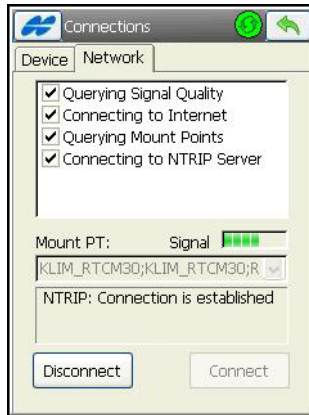 Connections
Device Network
Querying Signal Quality
Connecting to Internet
Querying Mount Points
Connecting to NTRIP Server
Mount PT: Signal
KLIM_RTCM30;KLIM_RTCM30;R
NTRIP: Connection is established
Disconnect Connect